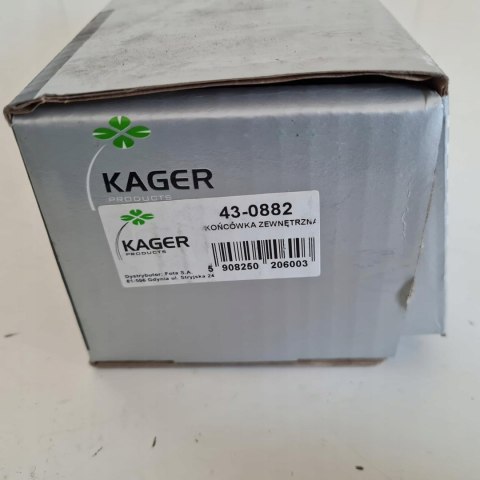 KAGER
PRODUCTS
43-0882
KOŃCÓWKA ZEWNĘTRZNA
KAGER
PRODUCTS
5 908250 206003
Dystrybutor: Fota S.A.
81-506 Gdynia ul. Stryjska 24